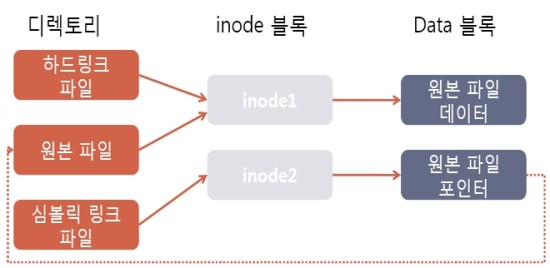 디렉토리
inode 블록
Data 블록
하드링크
파일
inode1
원본 파일
데이터
원본 파일
inode2
원본 파일
포인터
심볼릭 링크
파일